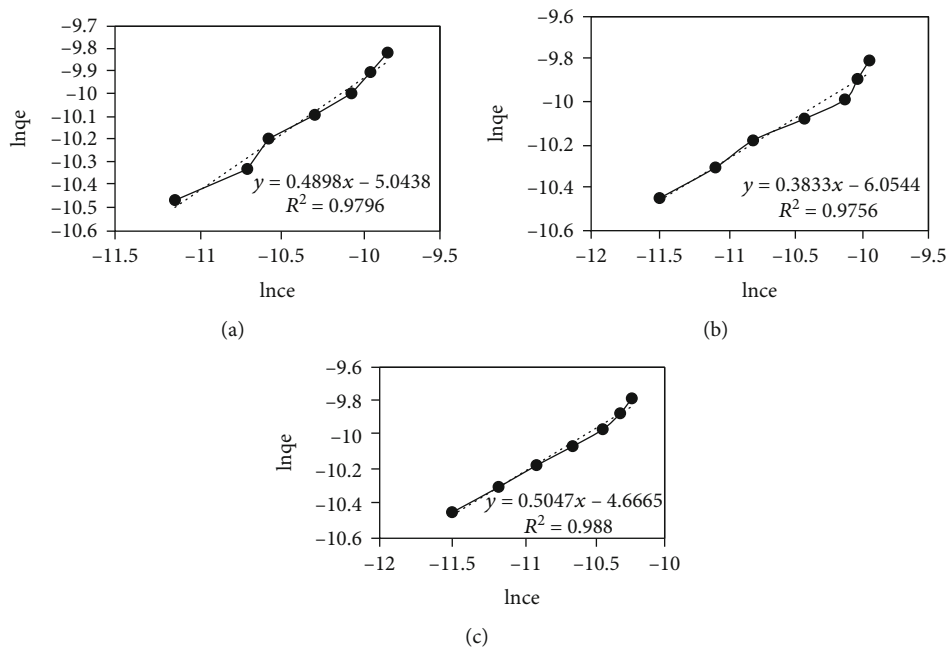 −9.7
−9.8
−9.9
−10
−10.1
−10.2
−10.3
−10.4
−10.5
−10.6
lnqe
y = 0.4898x − 5.0438
R² = 0.9796
−11.5 −11 −10.5 −10 −9.5
lnce
(a)
−9.6
−9.8
−10
−10.2
−10.4
−10.6
lnqe
y = 0.3833x − 6.0544
R² = 0.9756
−12 −11.5 −11 −10.5 −10 −9.5
lnce
(b)
−9.6
−9.8
−10
−10.2
−10.4
−10.6
lnqe
y = 0.5047x − 4.6665
R² = 0.988
−12 −11.5 −11 −10.5 −10
lnce
(c)